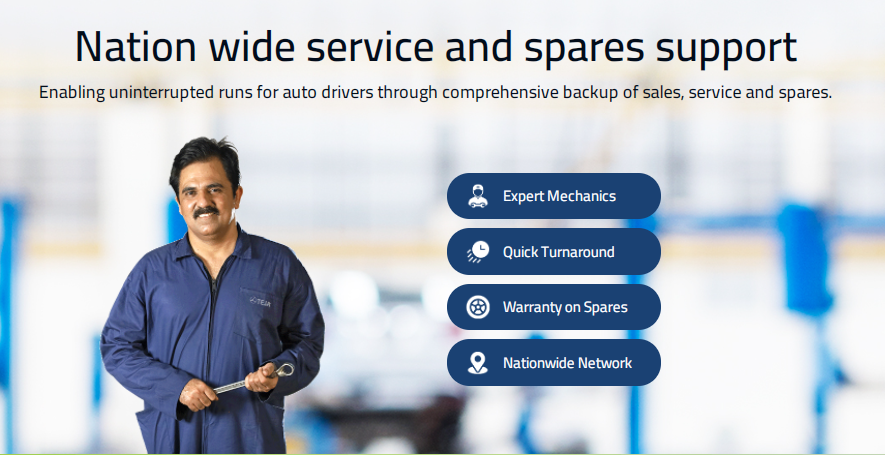 Nation wide service and spares support
Enabling uninterrupted runs for auto drivers through comprehensive backup of sales, service and spares.
Expert Mechanics
Quick Turnaround
Warranty on Spares
Nationwide Network